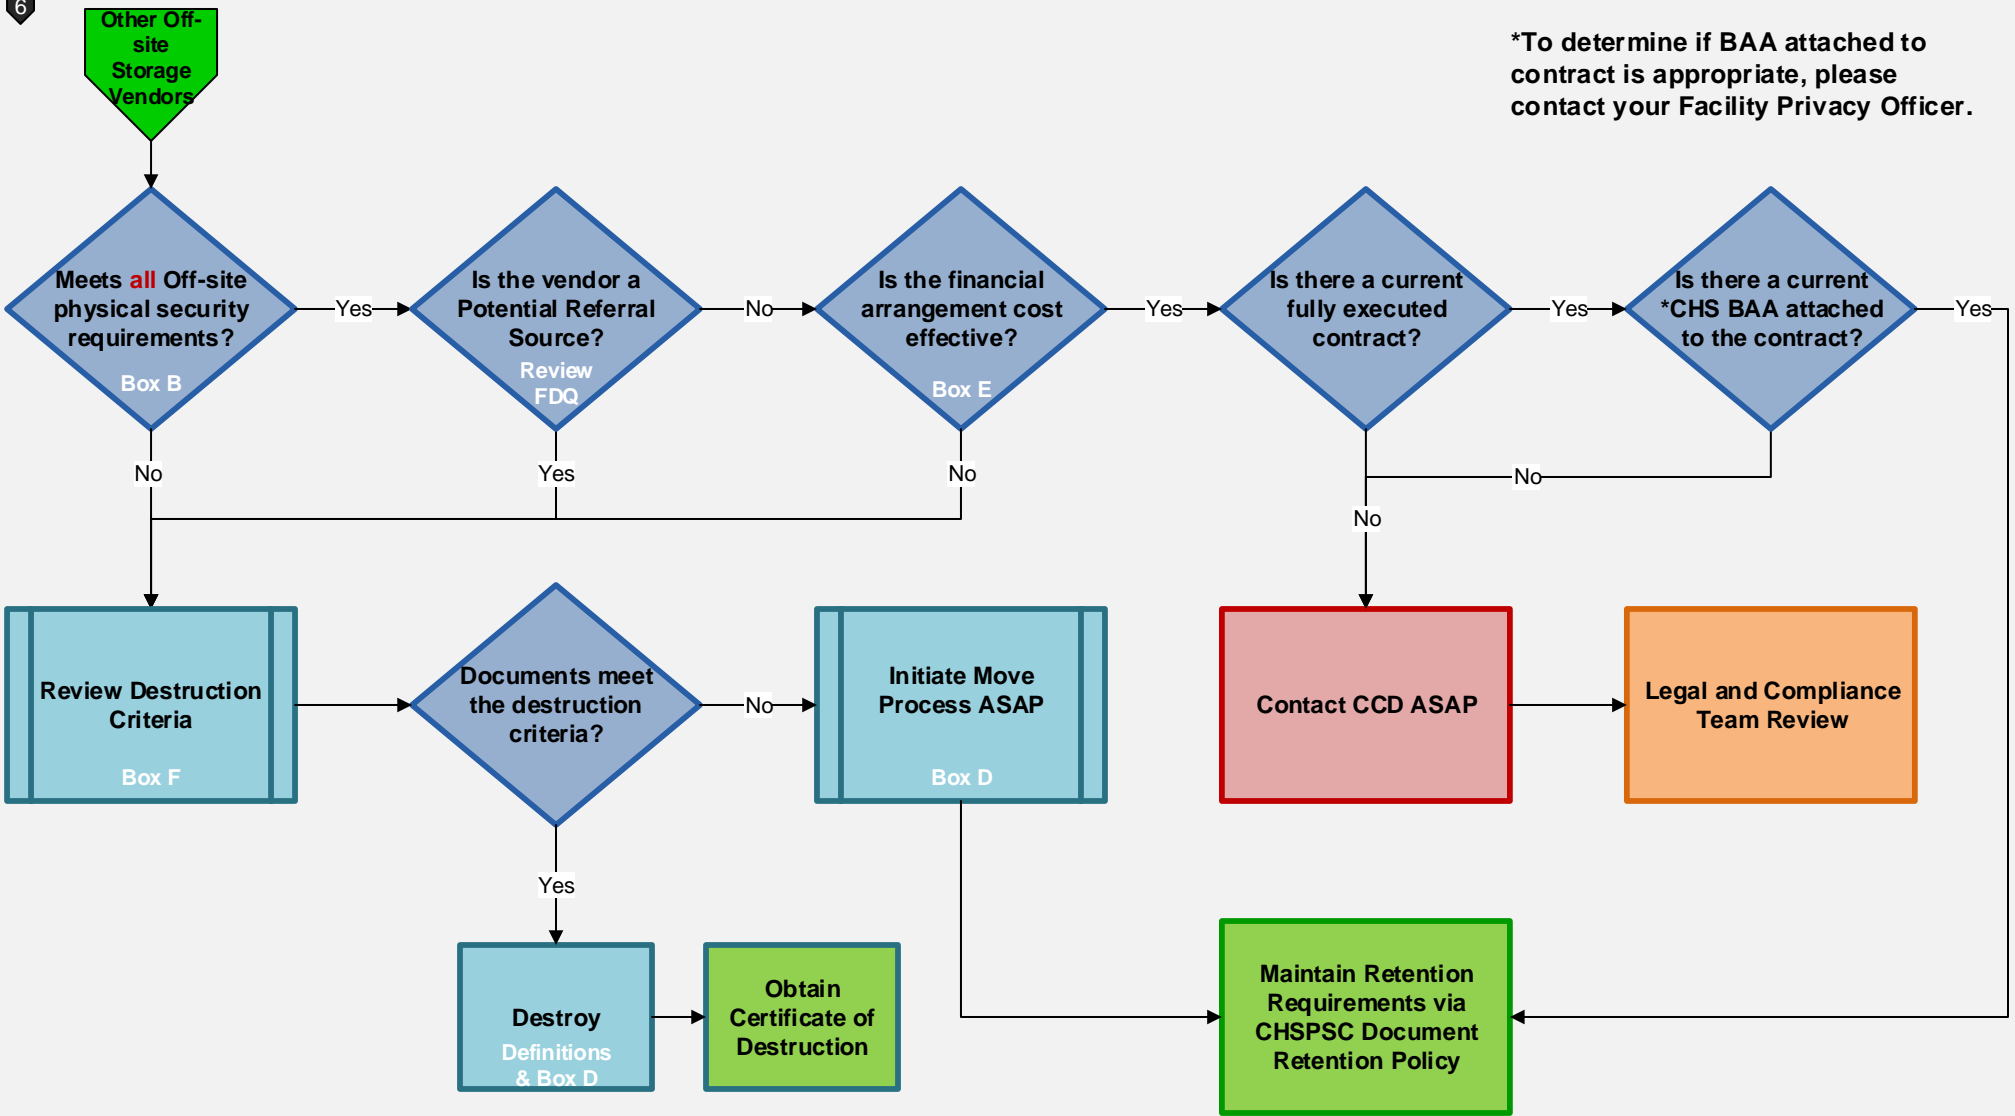 6
Other Off-
site
Storage
Vendors
*To determine if BAA attached to
contract is appropriate, please
contact your Facility Privacy Officer.
Meets all Off-site
physical security
requirements?
Box B
Yes
Is the vendor a
Potential Referral
Source?
Review
FDQ
No
Is the financial
arrangement cost
effective?
Box E
Yes
Is there a current
fully executed
contract?
Yes
Is there a current
*CHS BAA attached
to the contract?
Yes
No
Yes
No
No
No
Review Destruction
Criteria
Box F
Documents meet
the destruction
criteria?
No
Initiate Move
Process ASAP
Box D
Contact CCD ASAP
Legal and Compliance
Team Review
Yes
Destroy
Definitions
& Box D
Obtain
Certificate of
Destruction
Maintain Retention
Requirements via
CHSPSC Document
Retention Policy